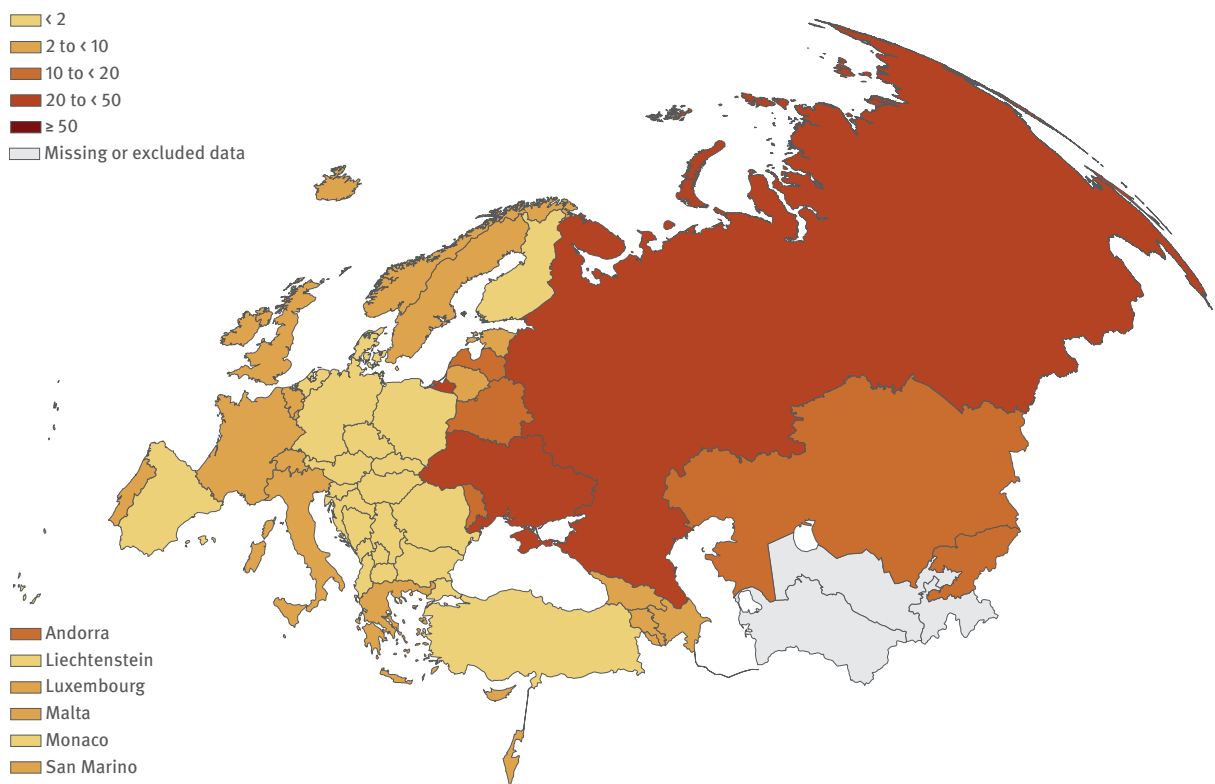 < 2
2 to < 10
10 to < 20
20 to < 50
≥ 50
Missing or excluded data
Andorra
Liechtenstein
Luxembourg
Malta
Monaco
San Marino